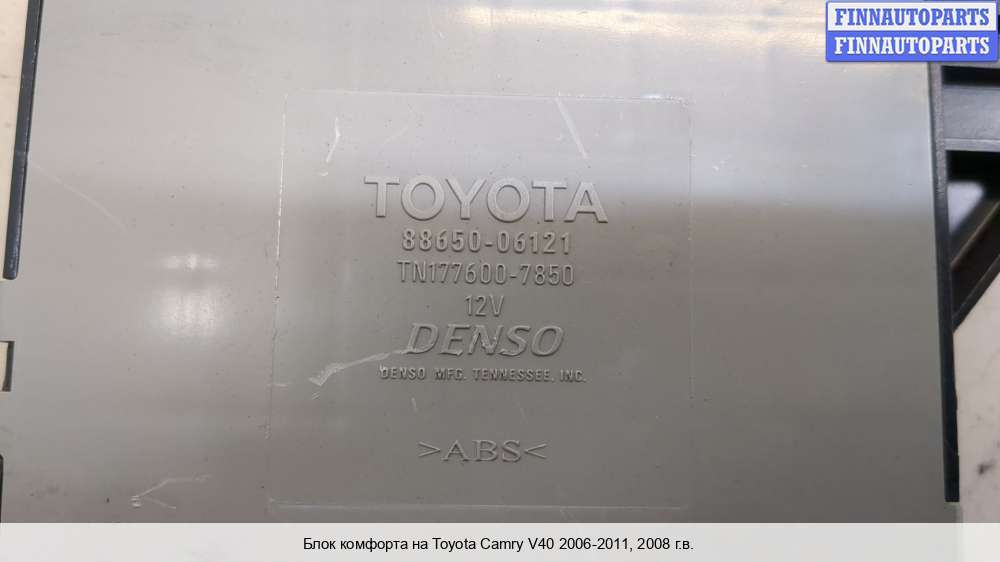 FINNAUTOPARTS
FINNAUTOPARTS
TOYOTA
88650-06121
TN177600-7850
12V
DENSO
DENSO MFG. TENNESSEE, INC.
>ABS<
Блок комфорта на Toyota Camry V40 2006-2011, 2008 г.в.